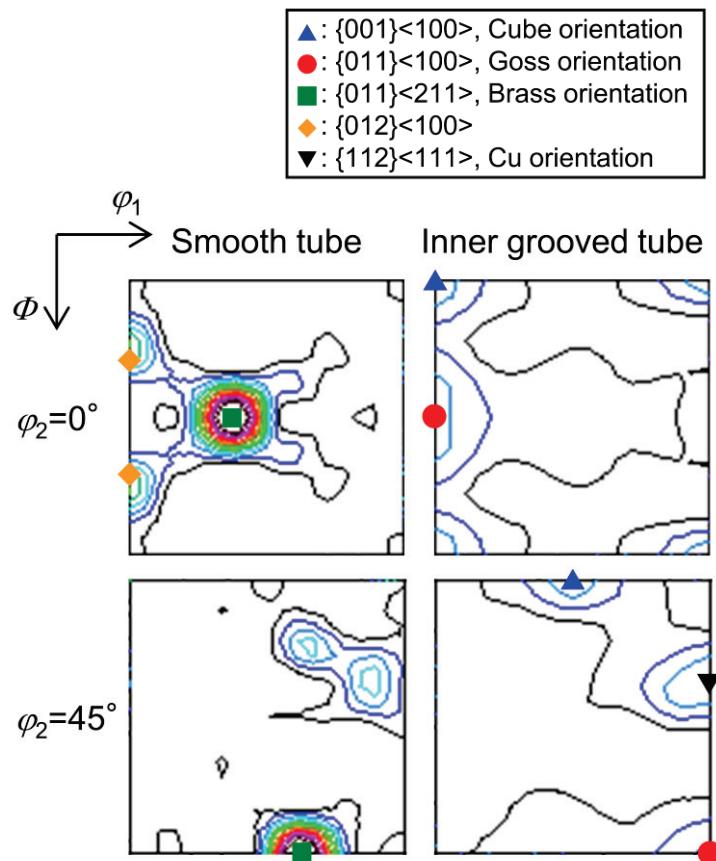 : {001}<100>, Cube orientation
: {011}<100>, Goss orientation
: {011}<211>, Brass orientation
: {012}<100>
: {112}<111>, Cu orientation
φ1
Φ
Smooth tube
Inner grooved tube
φ2=0°
φ2=45°